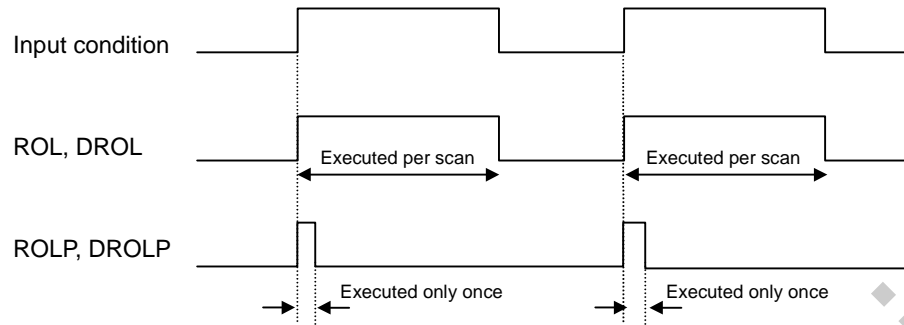 Input condition
ROL, DROL
Executed per scan
Executed per scan
ROLP, DROLP
Executed only once
Executed only once